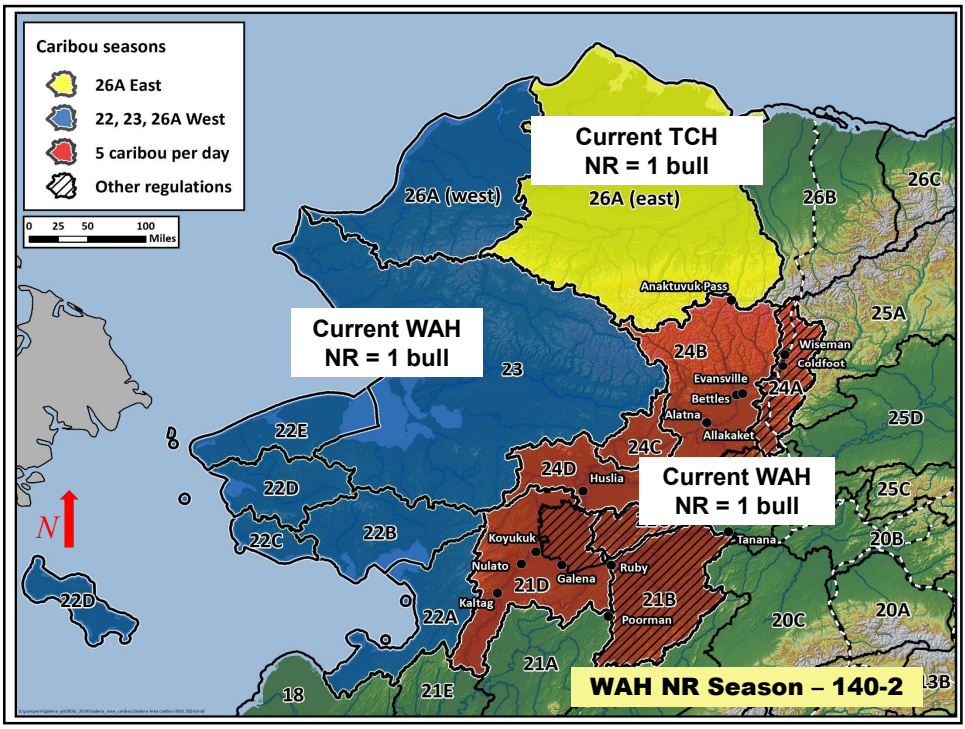 Caribou seasons
26A East
22, 23, 26A West
5 caribou per day
Other regulations
0 25 50 100
Miles
Current TCH
NR = 1 bull
26A (west)
26A (east)
26B
26C
Anaktuvuk Pass
25A
Current WAH
NR = 1 bull
24B
Wiseman
Coldfoot
23
24A
Evansville
Bettles
25D
Alatna
Allakaket
22E
24C
24D
Huslia
Current WAH
NR = 1 bull
22D
25C
N
22C
22B
Tanana
20B
Koyukuk
Nulato
Galena
Ruby
21D
22D
Kaltag
22A
21B
Poorman
20C
20A
21A
18
21E
WAH NR Season – 140-2
13B